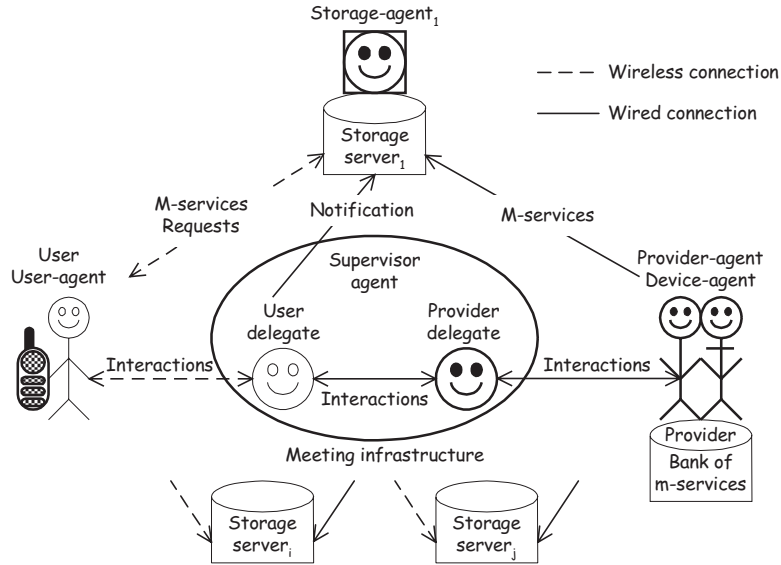 Storage-agent₁
Wireless connection
Wired connection
Storage
server₁
M-services
Requests
Notification
M-services
User
User-agent
Supervisor
agent
Provider-agent
Device-agent
User
delegate
Provider
delegate
Interactions
Interactions
Interactions
Meeting infrastructure
Provider
Bank of
m-services
Storage
serverᵢ
Storage
serverⱼ